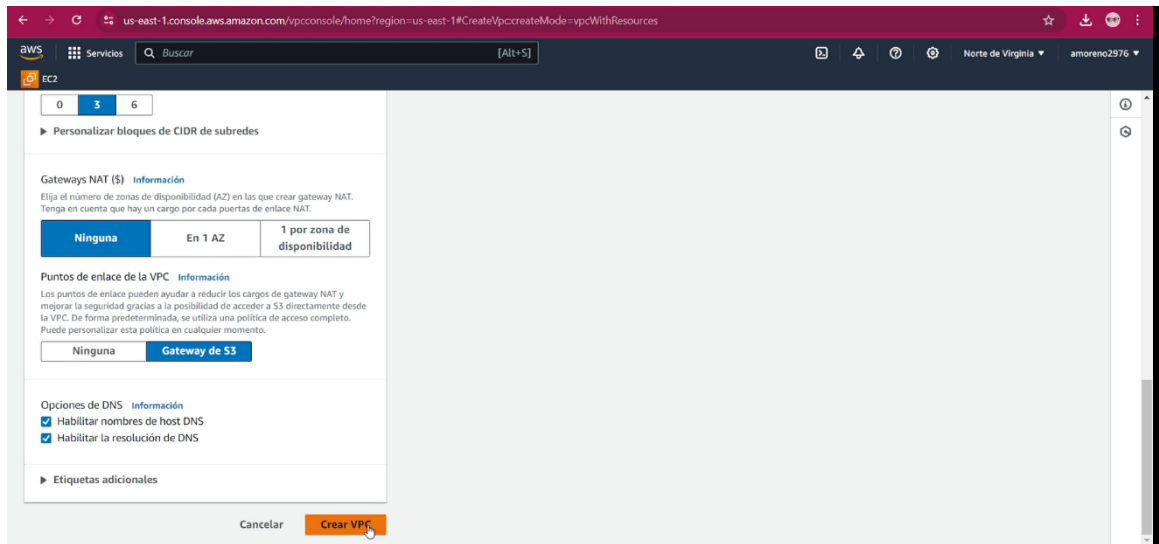 us-east-1.console.aws.amazon.com/vpcconsole/home?region=us-east-1#CreateVpc:createMode=vpcWithResources
aws Servicios Buscar [Alt+S] Norte de Virginia amoreno2976
EC2
0 3 6
Personalizar bloques de CIDR de subredes
Gateways NAT ($) Información
Elija el número de zonas de disponibilidad (AZ) en las que crear gateway NAT.
Tenga en cuenta que hay un cargo por cada puertas de enlace NAT.
Ninguna En 1 AZ 1 por zona de
disponibilidad
Puntos de enlace de la VPC Información
Los puntos de enlace pueden ayudar a reducir los cargos de gateway NAT y
mejorar la seguridad gracias a la posibilidad de acceder a S3 directamente desde
la VPC. De forma predeterminada, se utiliza una política de acceso completo.
Puede personalizar esta política en cualquier momento.
Ninguna Gateway de S3
Opciones de DNS Información
Habilitar nombres de host DNS
Habilitar la resolución de DNS
Etiquetas adicionales
Cancelar Crear VPC